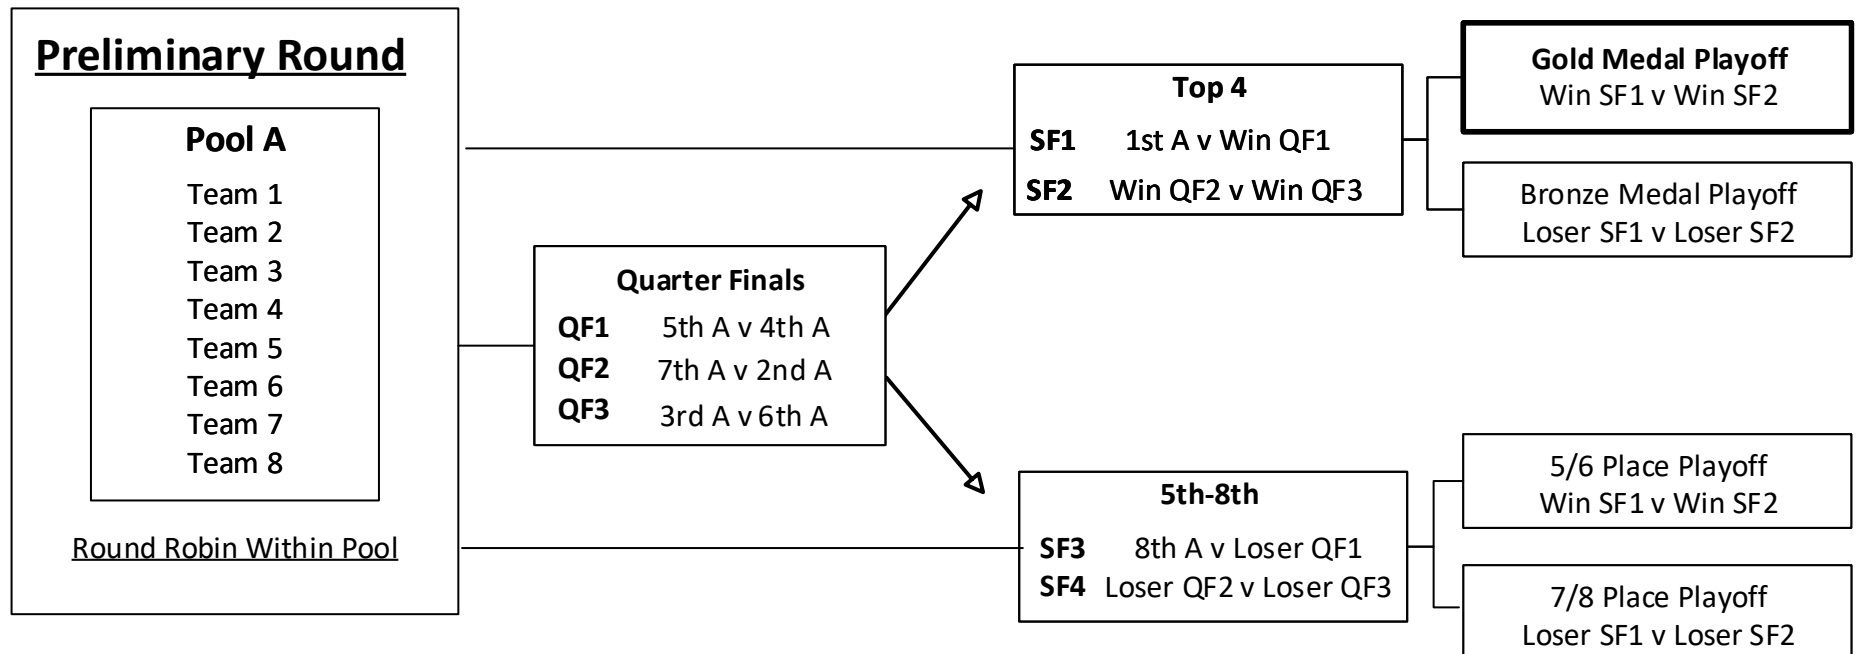 Preliminary Round
Pool A
Team 1
Team 2
Team 3
Team 4
Team 5
Team 6
Team 7
Team 8
Round Robin Within Pool
Quarter Finals
QF1 5th A v 4th A
QF2 7th A v 2nd A
QF3 3rd A v 6th A
Top 4
SF1 1st A v Win QF1
SF2 Win QF2 v Win QF3
5th-8th
SF3 8th A v Loser QF1
SF4 Loser QF2 v Loser QF3
Gold Medal Playoff
Win SF1 v Win SF2
Bronze Medal Playoff
Loser SF1 v Loser SF2
5/6 Place Playoff
Win SF1 v Win SF2
7/8 Place Playoff
Loser SF1 v Loser SF2